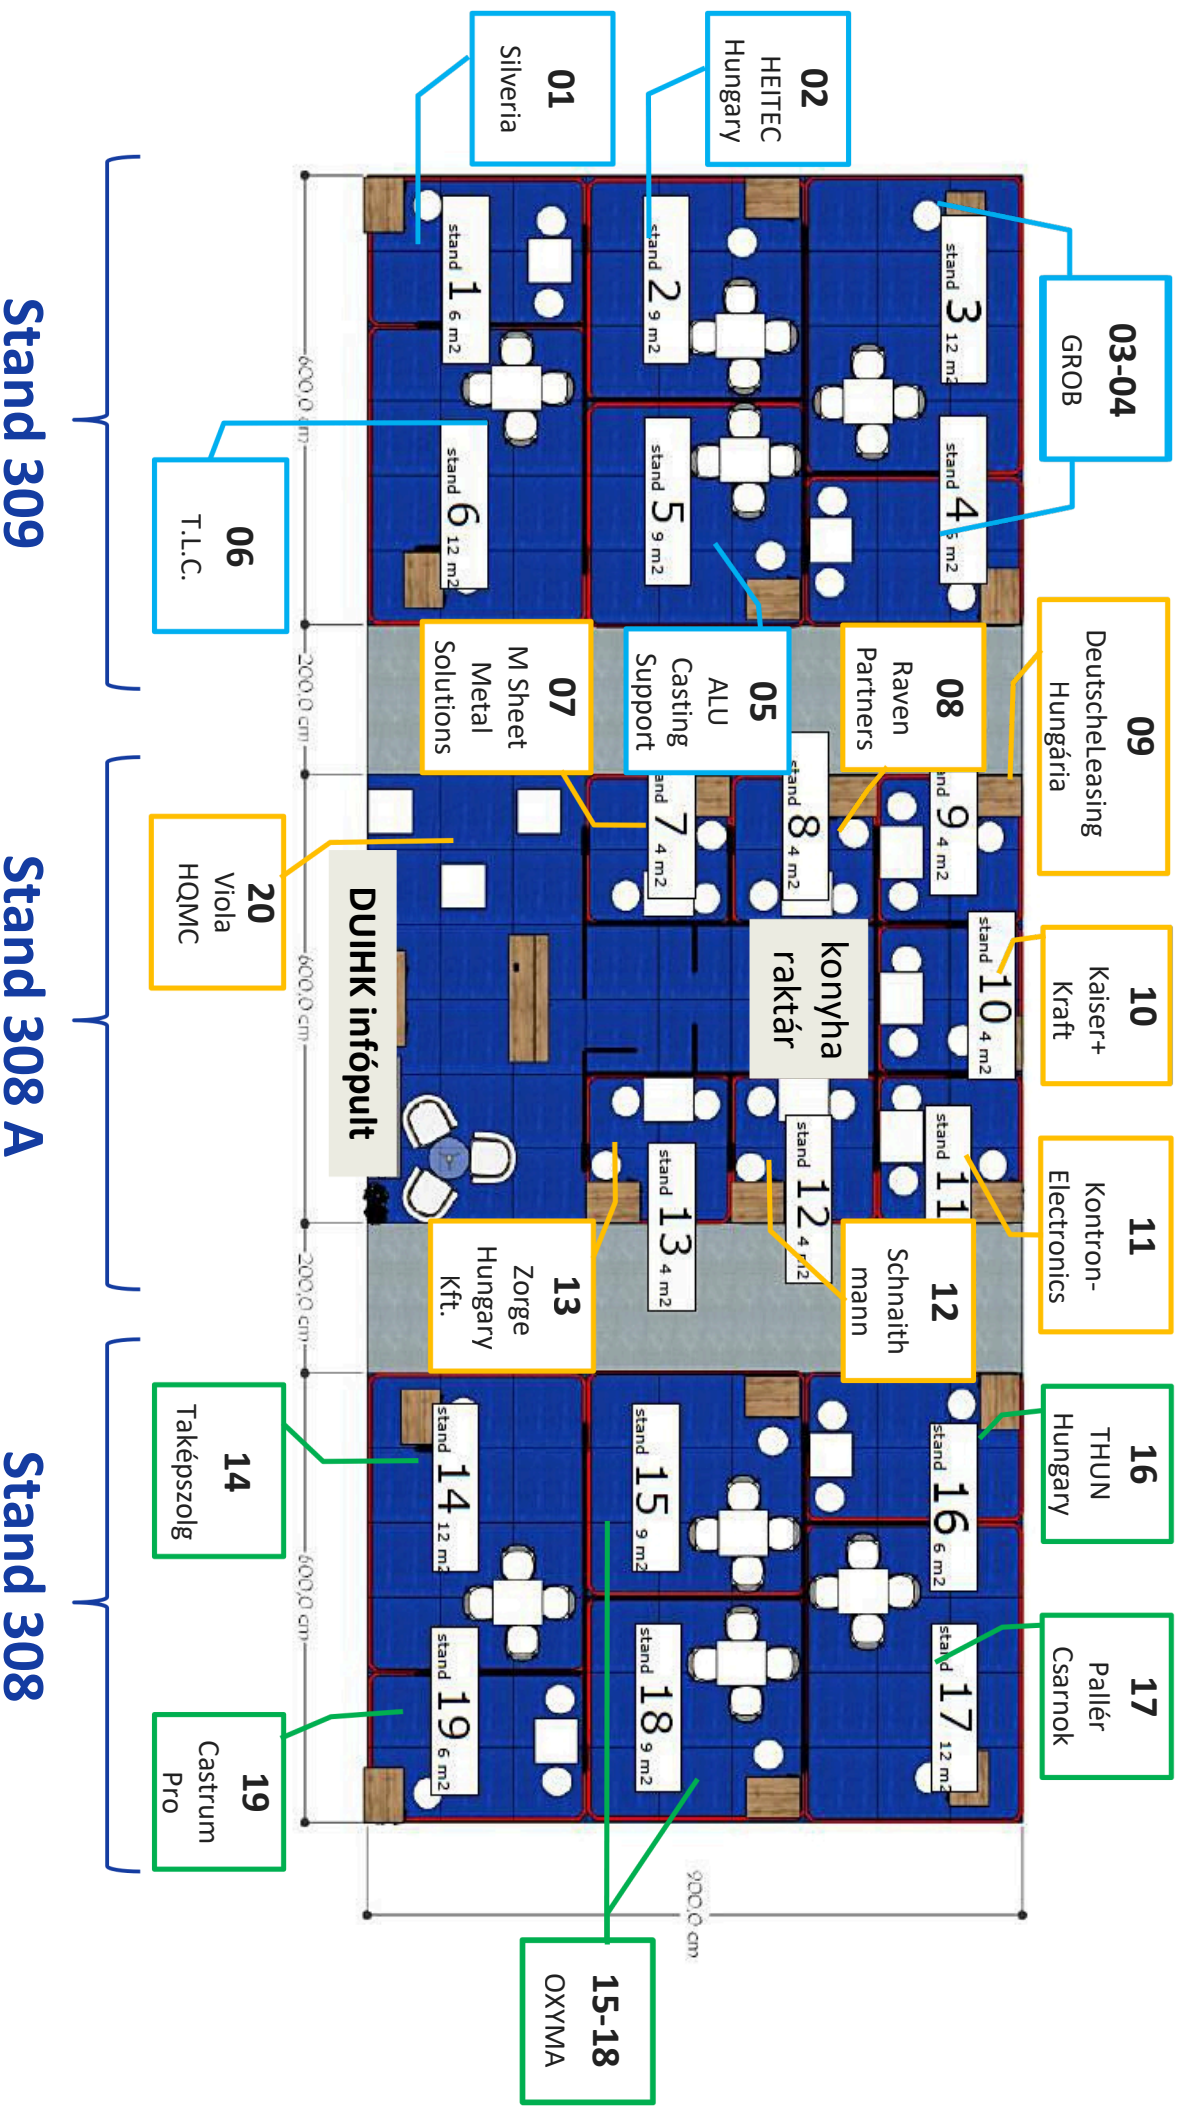 01
Silveria
02
HEITEC
Hungary
03-04
GROB
09
DeutscheLeasing
Hungária
10
Kaiser+
Kraft
11
Kontron-
Electronics
16
THUN
Hungary
17
Pallér
Csarnok
08
Raven
Partners
05
ALU
Casting
Support
07
M Sheet
Metal
Solutions
12
Schnaith
mann
13
Zorge
Hungary
Kft.
15-18
OXYMA
06
T.L.C.
20
Viola
HQMC
14
Taképszolg
19
Castrum
Pro
stand 3 12 m2
stand 4 6 m2
stand 2 9 m2
stand 5 9 m2
stand 1 6 m2
stand 6 12 m2
and 9 4 m2
stand 10 4 m2
stand 11
stand 8 4 m2
stand 12 4 m2
and 7 4 m2
stand 13 4 m2
konyha
raktár
DUIHK infópult
stand 16 6 m2
stand 17 12 m2
stand 15 9 m2
stand 18 9 m2
stand 14 12 m2
stand 19 6 m2
600,0 cm
200,0 cm
600,0 cm
200,0 cm
600,0 cm
900,0 cm
Stand 309
Stand 308 A
Stand 308